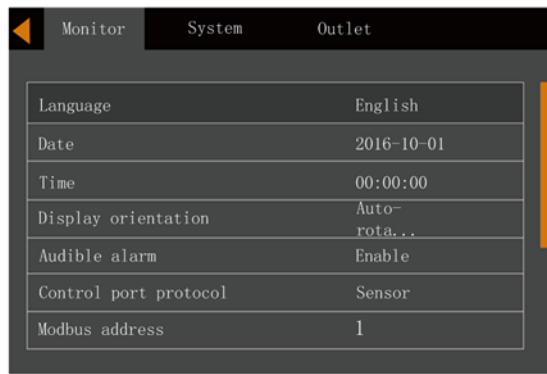 Monitor System Outlet
Language English
Date 2016-10-01
Time 00:00:00
Display orientation Auto-
rota...
Audible alarm Enable
Control port protocol Sensor
Modbus address 1